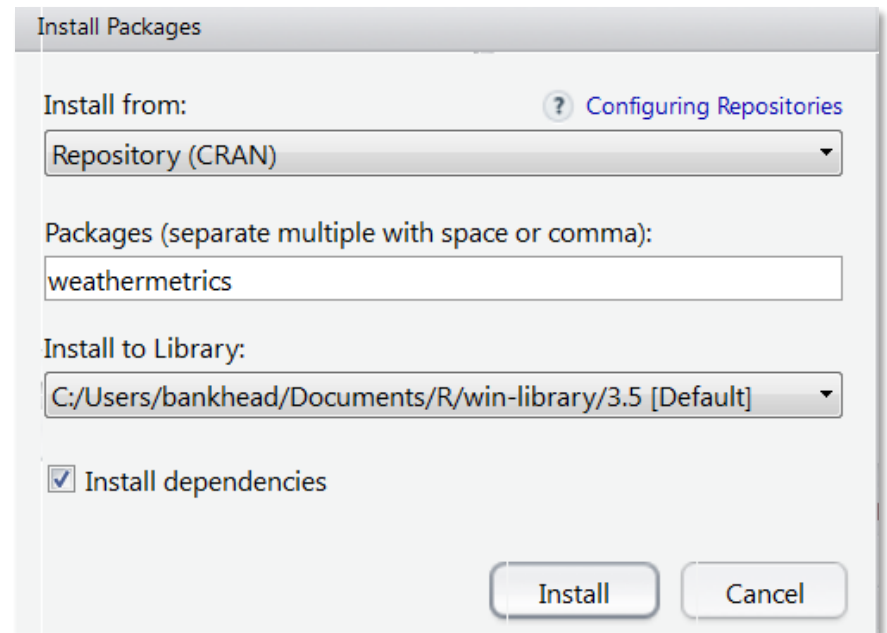 Install Packages
Install from:
? Configuring Repositories
Repository (CRAN)
Packages (separate multiple with space or comma):
weathermetrics
Install to Library:
C:/Users/bankhead/Documents/R/win-library/3.5 [Default]
Install dependencies
Install
Cancel